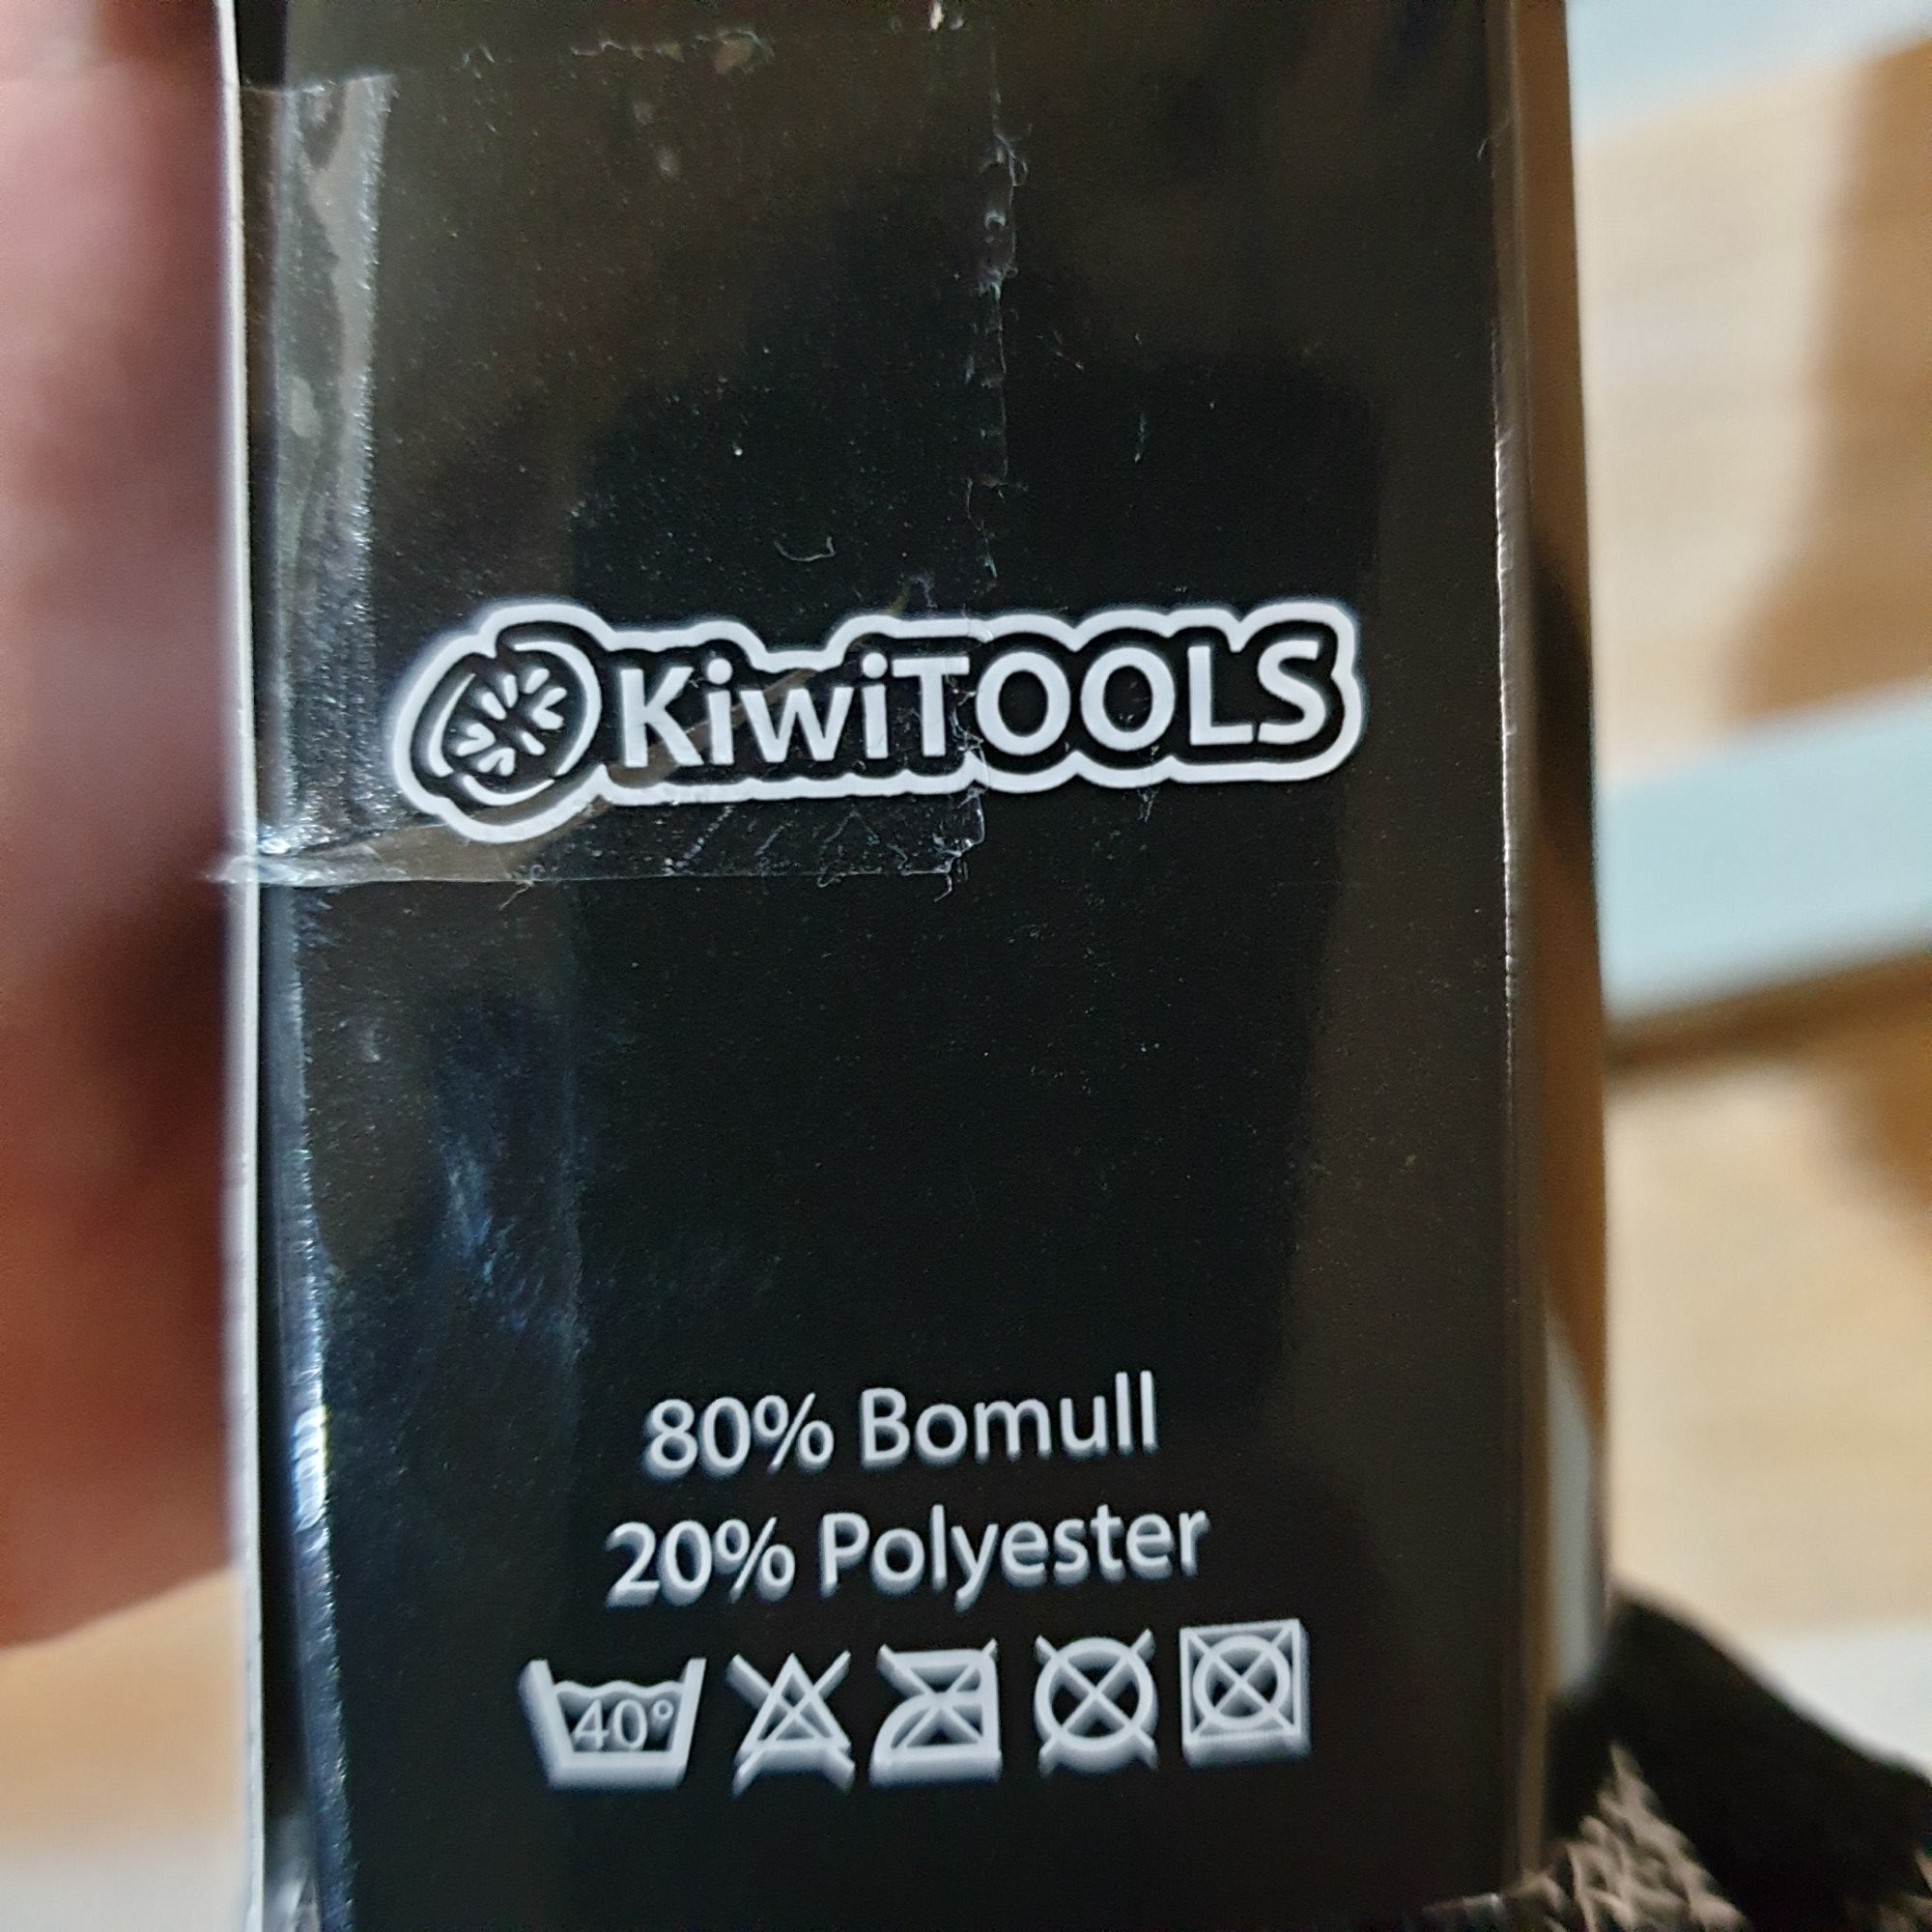 KiwiTOOLS
80% Bomull
20% Polyester
40°